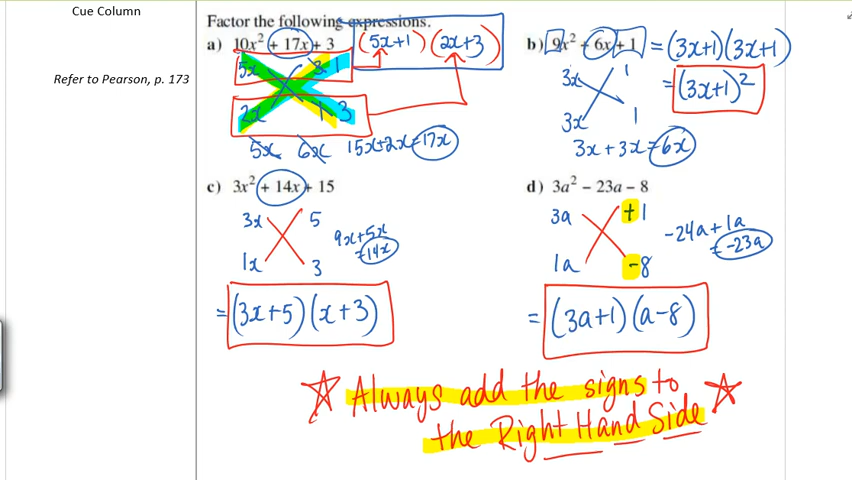 Cue Column
Refer to Pearson, p. 173
Factor the following expressions.
a) 10x² + 17x + 3
(5x+1) (2x+3)
5x 3 1
2x 1 3
5x 6x 15x+2x=17x
b) 9x² + 6x + 1 = (3x+1)(3x+1)
= (3x+1)²
3x 1
3x 1
3x + 3x = 6x
c) 3x² + 14x + 15
3x 5
1x 3
9x+5x
=14x
= (3x+5)(x+3)
d) 3a² − 23a − 8
3a +1
1a -8
-24a+1a
= -23a
= (3a+1)(a-8)
☆ Always add the signs to ☆
the Right Hand Side